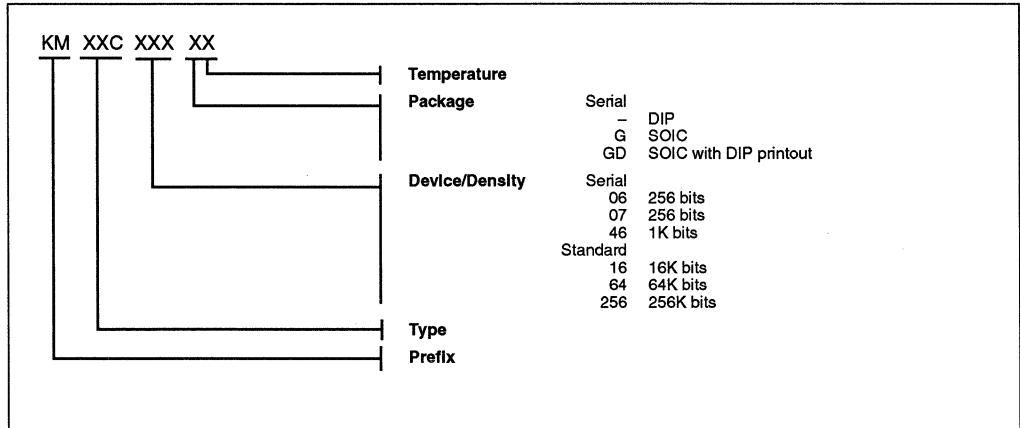 KM XXC XXX XX
Temperature
Package Serial
– DIP
G SOIC
GD SOIC with DIP printout
Device/Density Serial
06 256 bits
07 256 bits
46 1K bits
Standard
16 16K bits
64 64K bits
256 256K bits
Type
Prefix